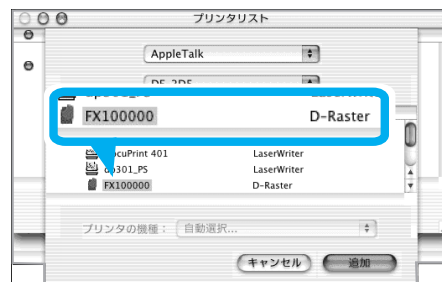 プリンタリスト
AppleTalk
FX100000 D-Raster
DocuPrint 401 LaserWriter
dp301_PS LaserWriter
FX100000 D-Raster
プリンタの機種： 自動選択...
キャンセル 追加